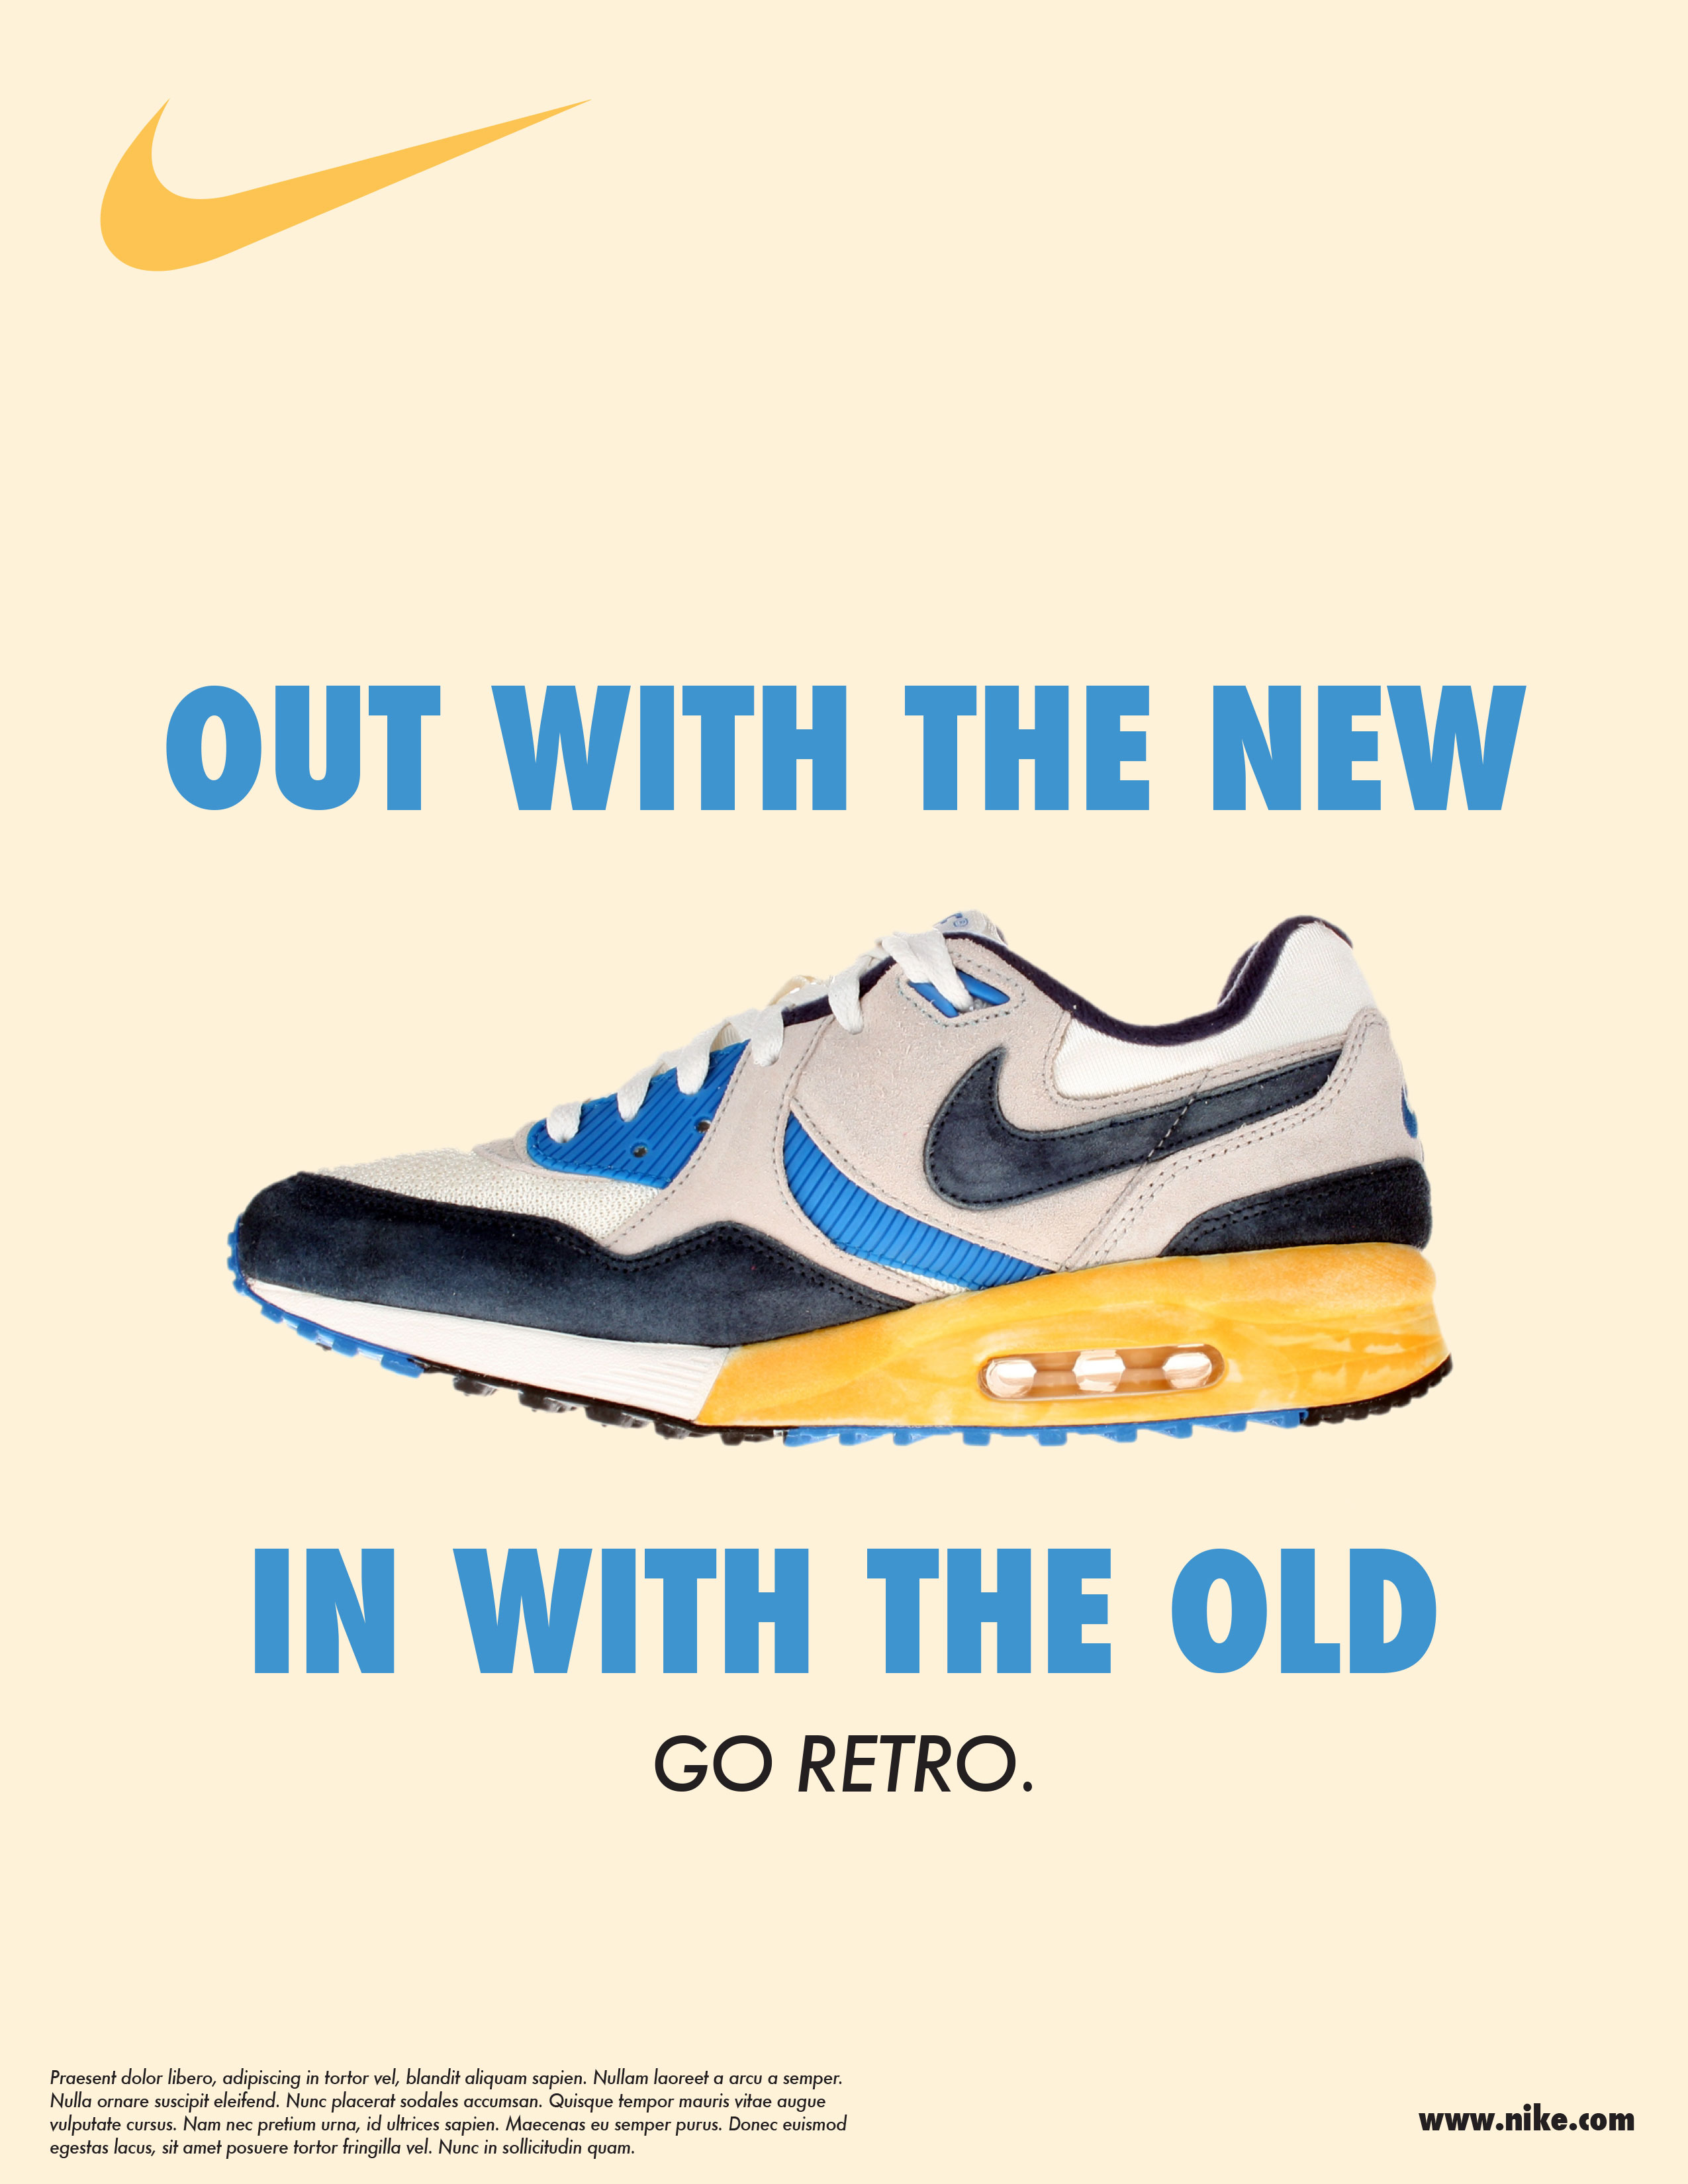 OUT WITH THE NEW
IN WITH THE OLD
GO RETRO.
Praesent dolor libero, adipiscing in tortor vel, blandit aliquam sapien. Nullam laoreet a arcu a semper.
Nulla ornare suscipit eleifend. Nunc placerat sodales accumsan. Quisque tempor mauris vitae augue
vulputate cursus. Nam nec pretium urna, id ultrices sapien. Maecenas eu semper purus. Donec euismod
egestas lacus, sit amet posuere tortor fringilla vel. Nunc in sollicitudin quam.
www.nike.com